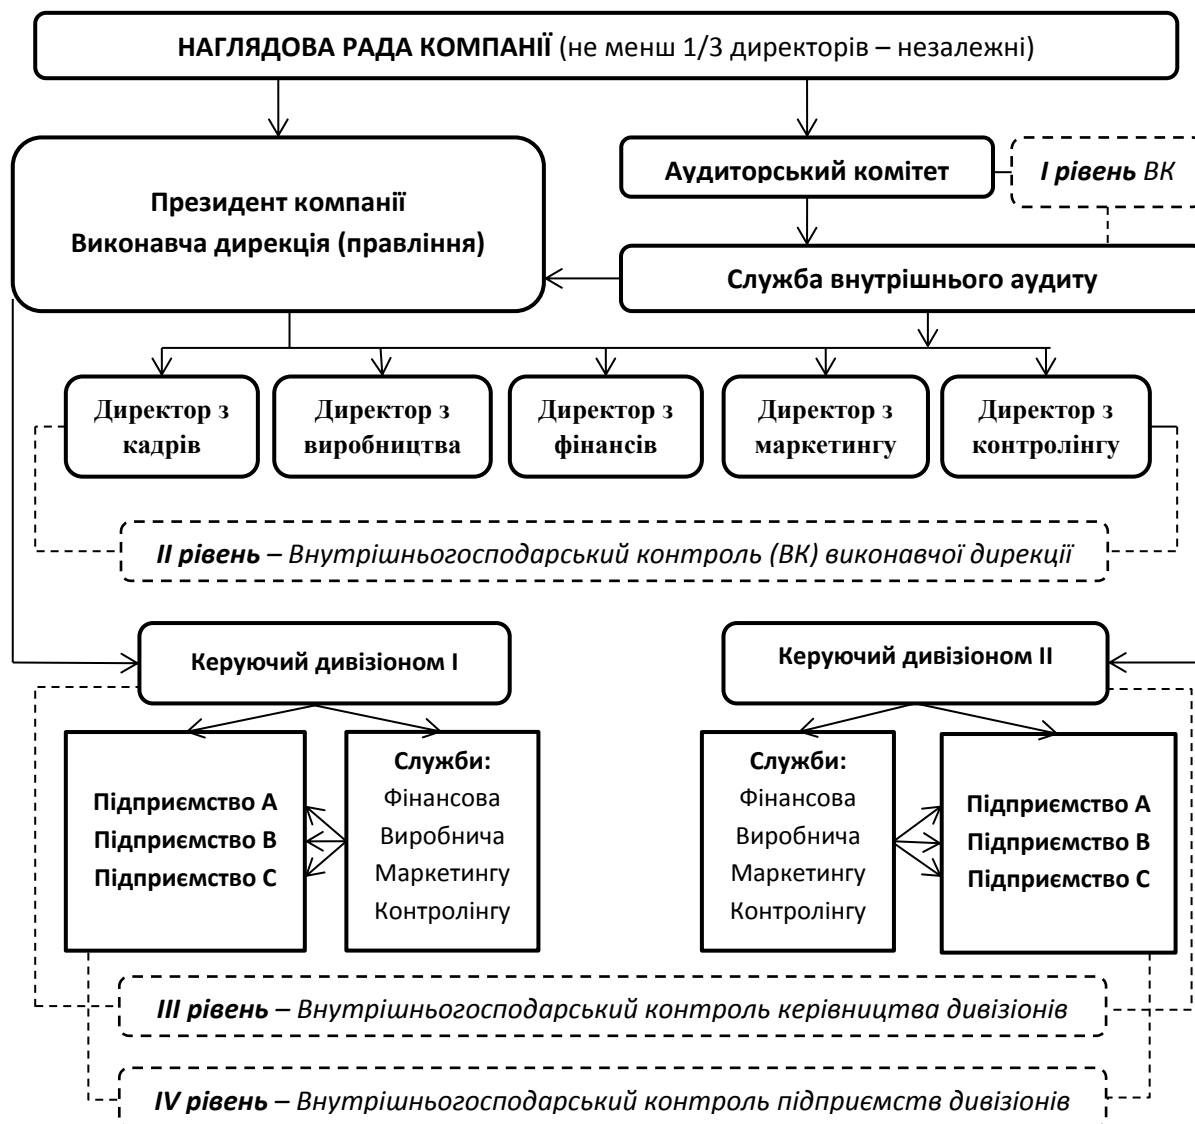 НАГЛЯДОВА РАДА КОМПАНІЇ (не менш 1/3 директорів – незалежні)
Президент компанії
Виконавча дирекція (правління)
Аудиторський комітет
I рівень ВК
Служба внутрішнього аудиту
Директор з
кадрів
Директор з
виробництва
Директор з
фінансів
Директор з
маркетингу
Директор з
контролінгу
II рівень – Внутрішньогосподарський контроль (ВК) виконавчої дирекції
Керуючий дивізіоном I
Керуючий дивізіоном II
Підприємство А
Підприємство В
Підприємство С
Служби:
Фінансова
Виробнича
Маркетингу
Контролінгу
Служби:
Фінансова
Виробнича
Маркетингу
Контролінгу
Підприємство А
Підприємство В
Підприємство С
III рівень – Внутрішньогосподарський контроль керівництва дивізіонів
IV рівень – Внутрішньогосподарський контроль підприємств дивізіонів